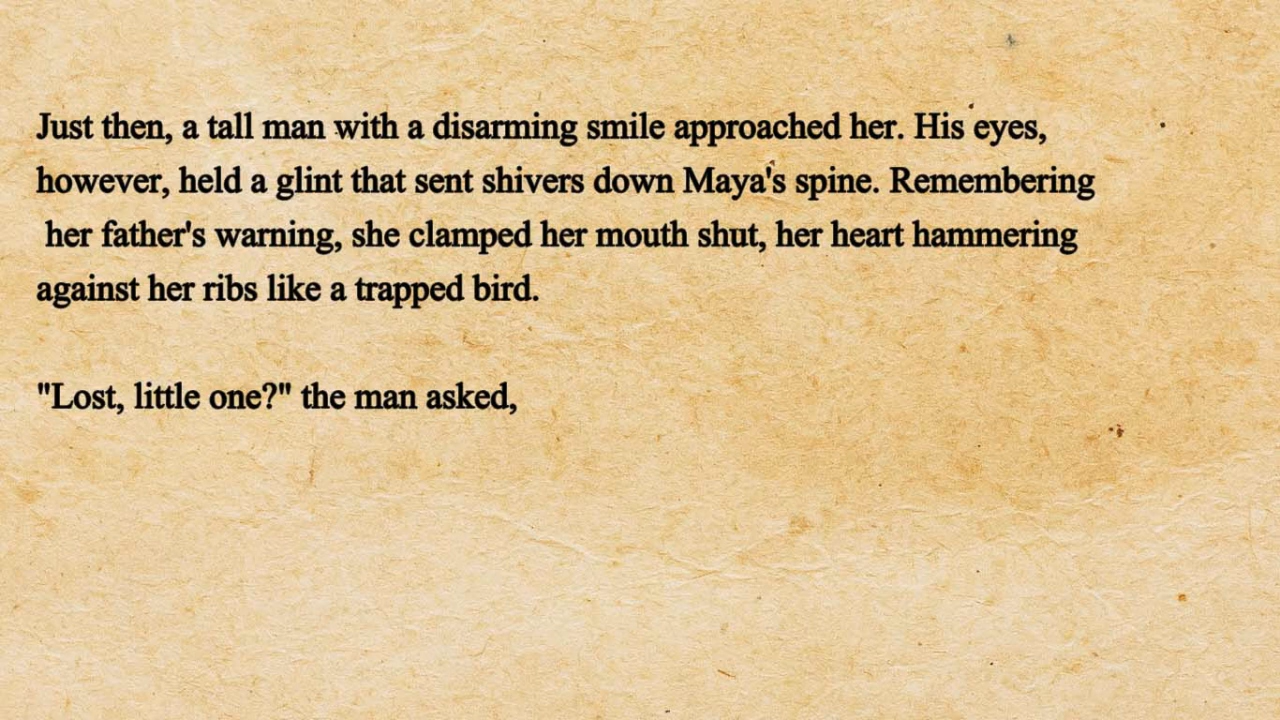 Just then, a tall man with a disarming smile approached her. His eyes,
however, held a glint that sent shivers down Maya's spine. Remembering
her father's warning, she clamped her mouth shut, her heart hammering
against her ribs like a trapped bird.
"Lost, little one?" the man asked,